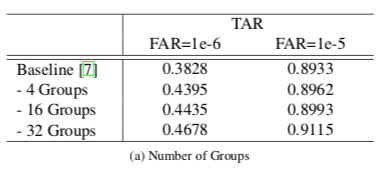 TAR
FAR=1e-6 FAR=1e-5
Baseline [7] 0.3828 0.8933
- 4 Groups 0.4395 0.8962
- 16 Groups 0.4435 0.8993
- 32 Groups 0.4678 0.9115
(a) Number of Groups